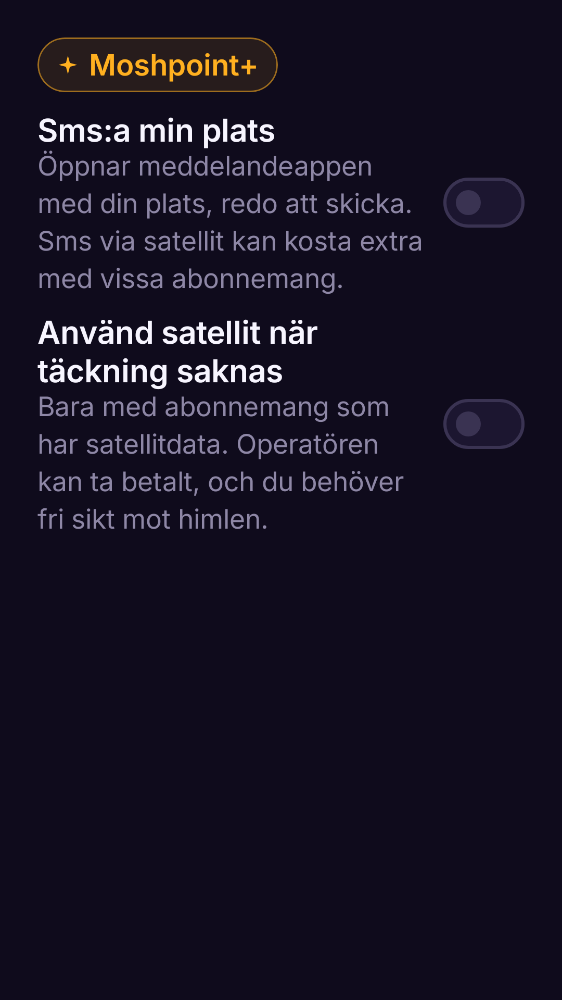 Moshpoint+
Sms:a min plats
Öppnar meddelandeappen
med din plats, redo att skicka.
Sms via satellit kan kosta extra
med vissa abonnemang.
Använd satellit när
täckning saknas
Bara med abonnemang som
har satellitdata. Operatören
kan ta betalt, och du behöver
fri sikt mot himlen.